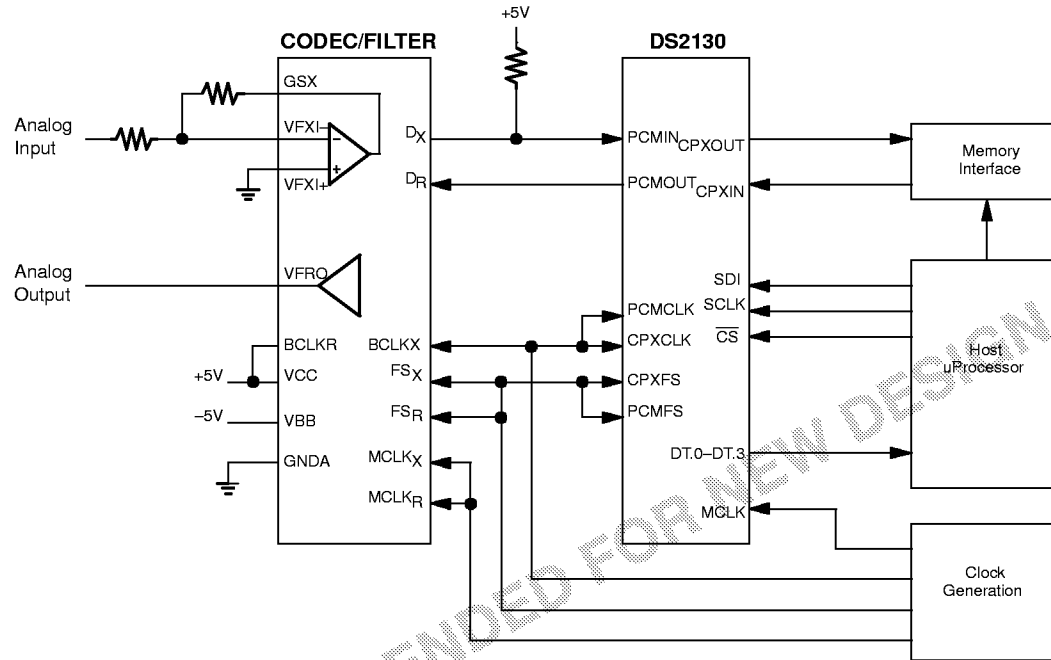 +5V
CODEC/FILTER
DS2130
GSX
Analog
Input
VFXI–
–
+
VFXI+
DX
DR
PCMIN
CPXOUT
PCMOUT
CPXIN
Memory
Interface
Analog
Output
VFRO
SDI
SCLK
CS
PCMCLK
CPXCLK
CPXFS
PCMFS
DT.0–DT.3
MCLK
Host
uProcessor
BCLKR
+5V
VCC
–5V
VBB
GNDA
BCLKX
FSX
FSR
MCLKX
MCLKR
Clock
Generation
ENDED FOR NEW DESIGN